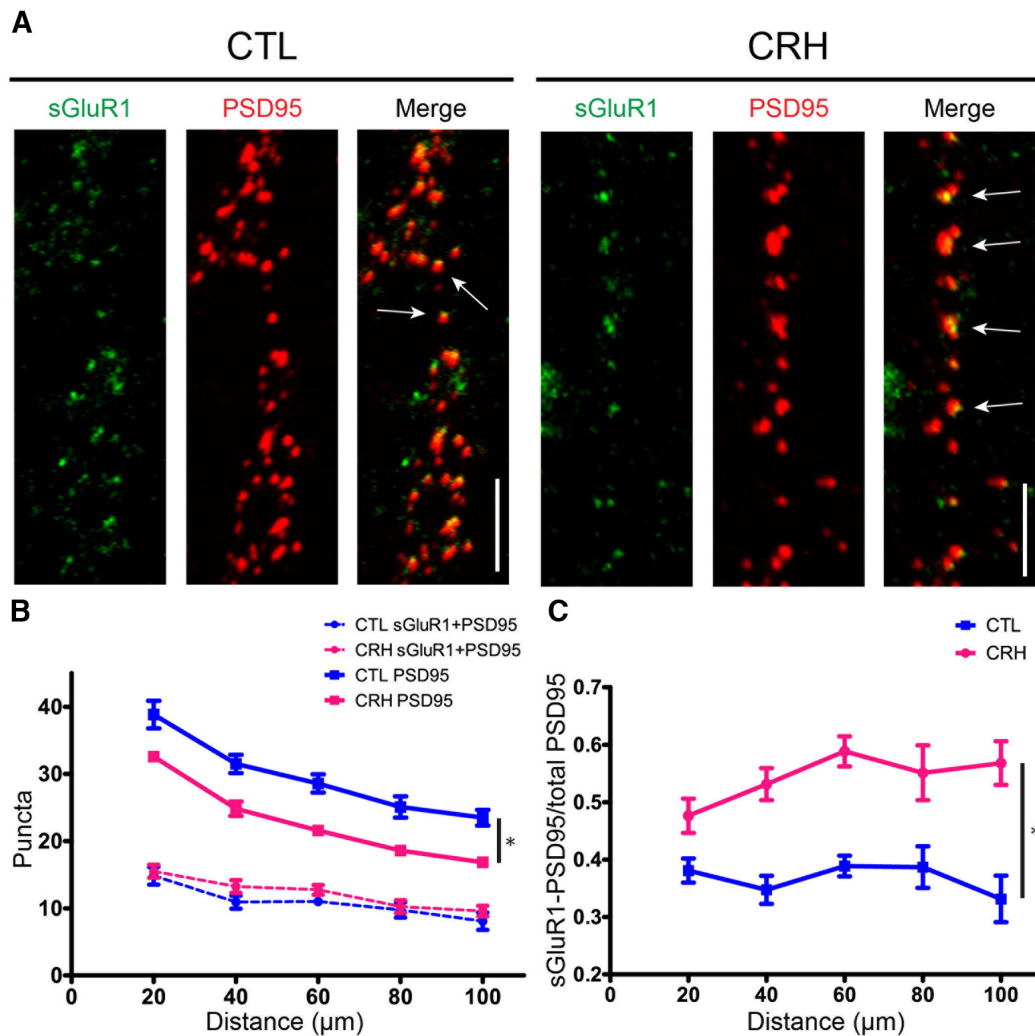 A
CTL
CRH
sGluR1 PSD95 Merge
sGluR1 PSD95 Merge
B
CTL sGluR1+PSD95
CRH sGluR1+PSD95
CTL PSD95
CRH PSD95
Puncta
40
30
20
10
0
*
0 20 40 60 80 100
Distance (μm)
C
CTL
CRH
sGluR1-PSD95/total PSD95
0.7
0.6
0.5
0.4
0.3
0.2
*
0 20 40 60 80 100
Distance (μm)